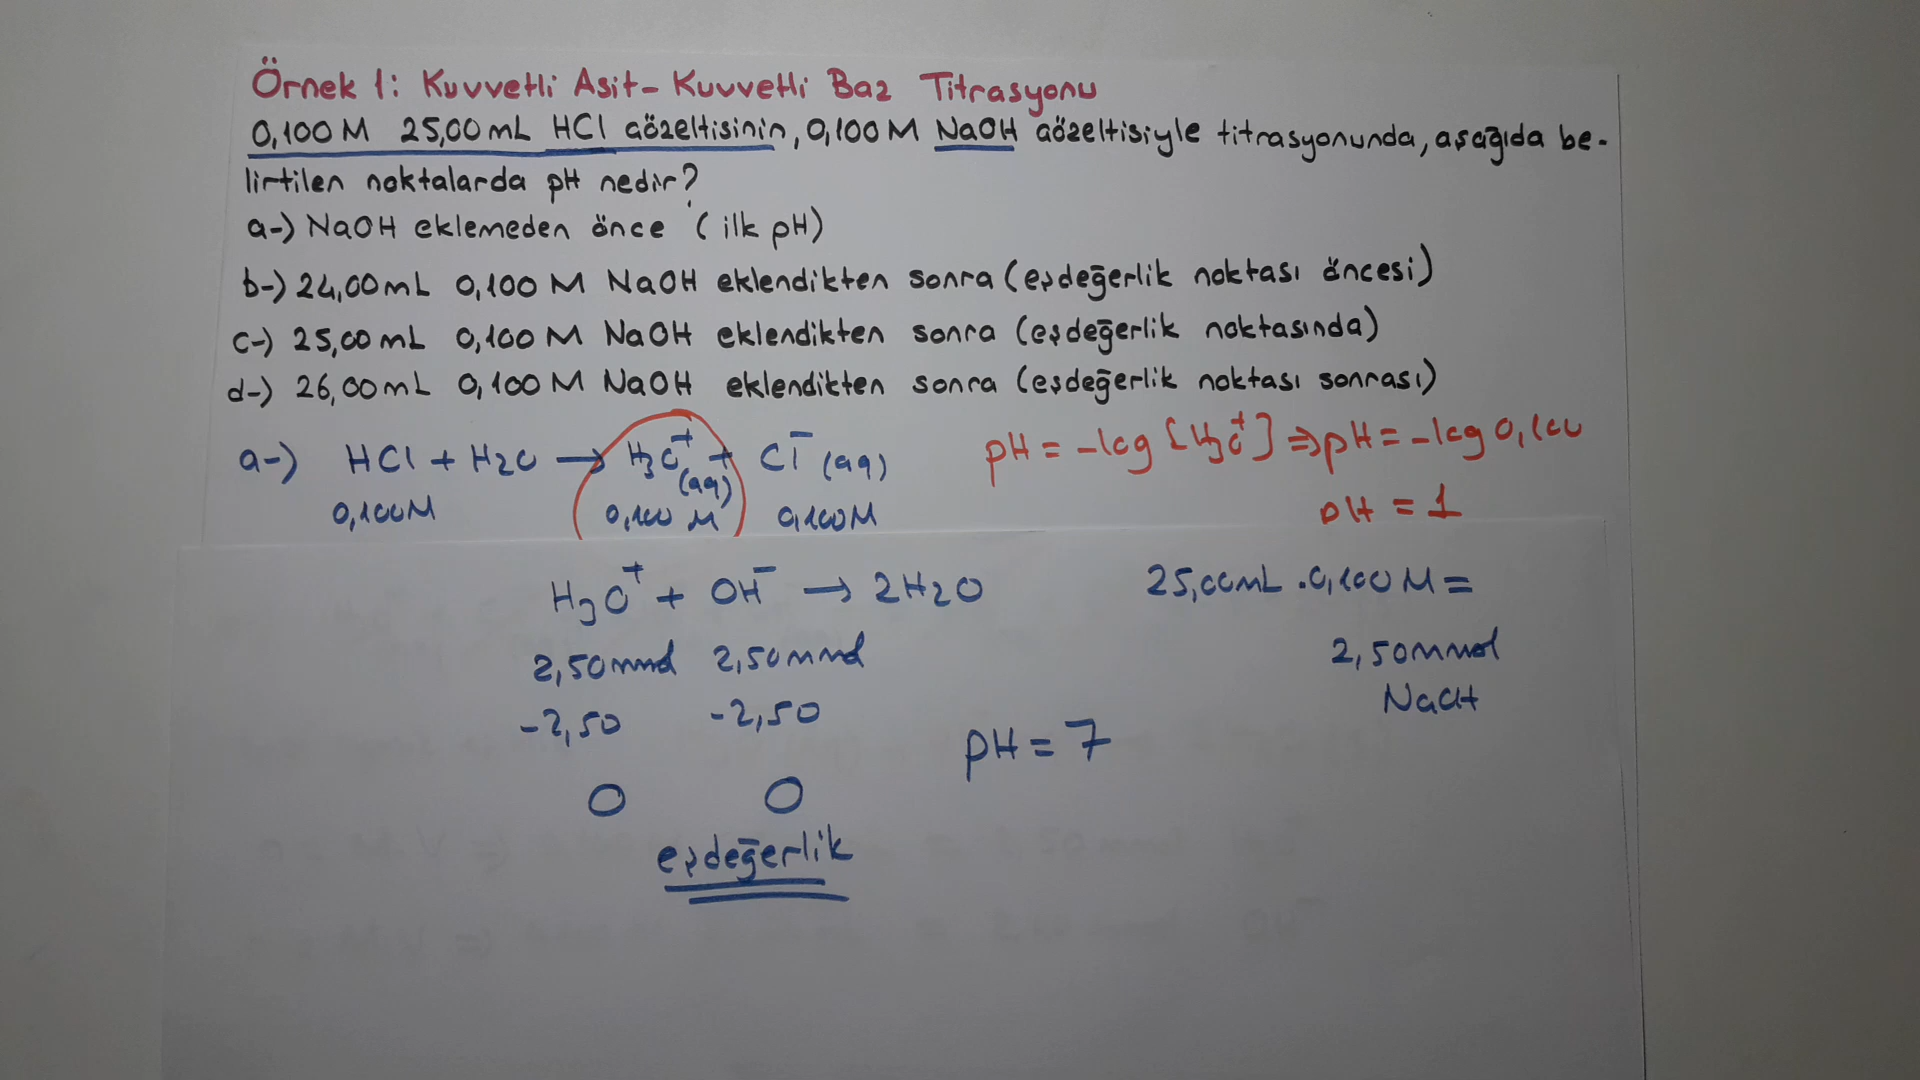 Örnek 1: Kuvvetli Asit- Kuvvetli Baz Titrasyonu
0,100 M 25,00 mL HCl çözeltisinin, 0,100 M NaOH çözeltisiyle titrasyonunda, aşağıda be-
lirtilen noktalarda pH nedir?
a-) NaOH eklemeden önce (ilk pH)
b-) 24,00 mL 0,100 M NaOH eklendikten sonra (eşdeğerlik noktası öncesi)
c-) 25,00 mL 0,100 M NaOH eklendikten sonra (eşdeğerlik noktasında)
d-) 26,00 mL 0,100 M NaOH eklendikten sonra (eşdeğerlik noktası sonrası)
a-) HCl + H2O → H3O+ (aq) + Cl- (aq) pH = -log [H3O+] ⇒ pH = -log 0,100
0,100M 0,100 M 0,100M pH = 1
H3O+ + OH- → 2H2O 25,00mL . 0,100 M =
2,50mmol 2,50mmol 2,50mmol
-2,50 -2,50 NaOH
pH = 7
0 0
eşdeğerlik